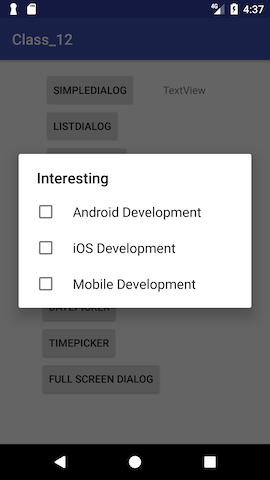 4G 4:37
Class_12
SIMPLEDIALOG TextView
LISTDIALOG
Interesting
Android Development
iOS Development
Mobile Development
DATEPICKER
TIMEPICKER
FULL SCREEN DIALOG